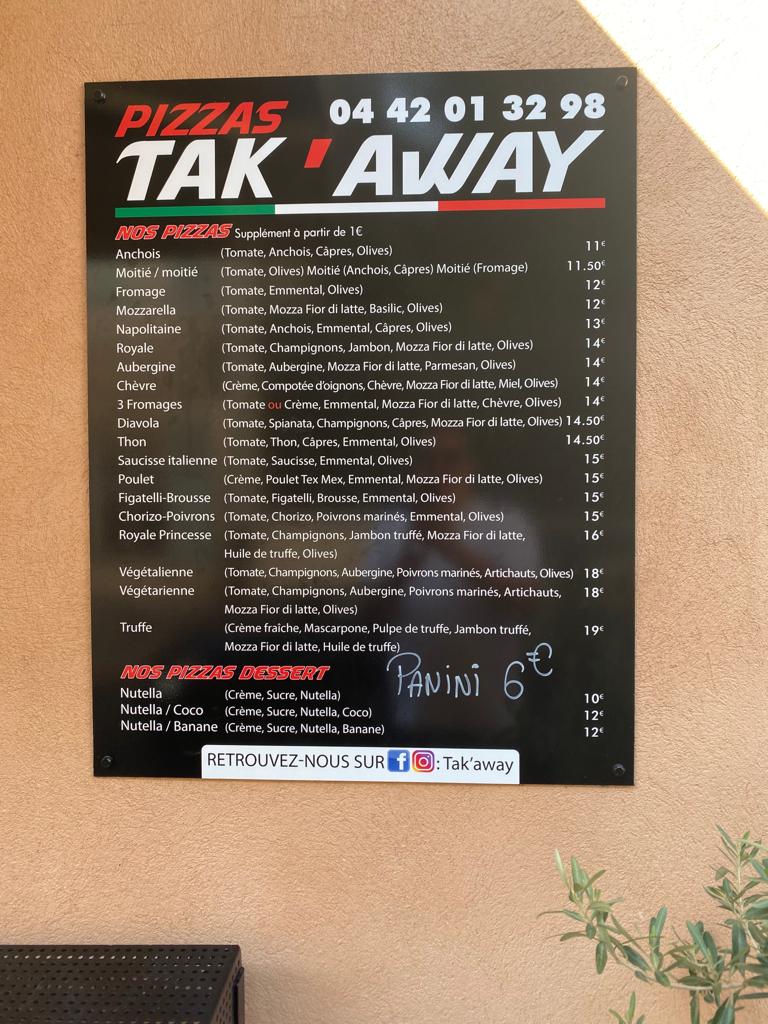 PIZZAS 04 42 01 32 98
TAK'AWAY
NOS PIZZAS Supplément à partir de 1€
Anchois (Tomate, Anchois, Câpres, Olives) 11€
Moitié / moitié (Tomate, Olives) Moitié (Anchois, Câpres) Moitié (Fromage) 11.50€
Fromage (Tomate, Emmental, Olives) 12€
Mozzarella (Tomate, Mozza Fior di latte, Basilic, Olives) 12€
Napolitaine (Tomate, Anchois, Emmental, Câpres, Olives) 13€
Royale (Tomate, Champignons, Jambon, Mozza Fior di latte, Olives) 14€
Aubergine (Tomate, Aubergine, Mozza Fior di latte, Parmesan, Olives) 14€
Chèvre (Crème, Compotée d'oignons, Chèvre, Mozza Fior di latte, Miel, Olives) 14€
3 Fromages (Tomate ou Crème, Emmental, Mozza Fior di latte, Chèvre, Olives) 14€
Diavola (Tomate, Spianata, Champignons, Câpres, Mozza Fior di latte, Olives) 14.50€
Thon (Tomate, Thon, Câpres, Emmental, Olives) 14.50€
Saucisse italienne (Tomate, Saucisse, Emmental, Olives) 15€
Poulet (Crème, Poulet Tex Mex, Emmental, Mozza Fior di latte, Olives) 15€
Figatelli-Brousse (Tomate, Figatelli, Brousse, Emmental, Olives) 15€
Chorizo-Poivrons (Tomate, Chorizo, Poivrons marinés, Emmental, Olives) 15€
Royale Princesse (Tomate, Champignons, Jambon truffé, Mozza Fior di latte, 16€
Huile de truffe, Olives)
Végétalienne (Tomate, Champignons, Aubergine, Poivrons marinés, Artichauts, Olives) 18€
Végétarienne (Tomate, Champignons, Aubergine, Poivrons marinés, Artichauts, 18€
Mozza Fior di latte, Olives)
Truffe (Crème fraîche, Mascarpone, Pulpe de truffe, Jambon truffé, 19€
Mozza Fior di latte, Huile de truffe)
NOS PIZZAS DESSERT
PANINI 6€
Nutella (Crème, Sucre, Nutella) 10€
Nutella / Coco (Crème, Sucre, Nutella, Coco) 12€
Nutella / Banane (Crème, Sucre, Nutella, Banane) 12€
RETROUVEZ-NOUS SUR f : Tak'away